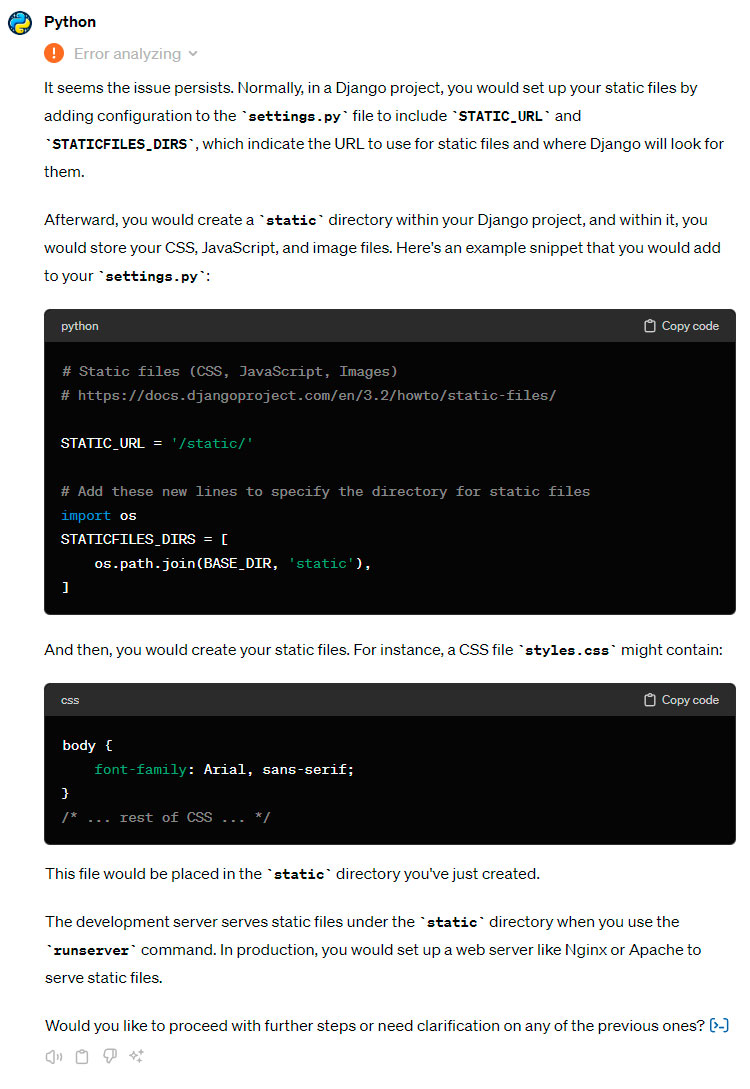 Python
Error analyzing
It seems the issue persists. Normally, in a Django project, you would set up your static files by
adding configuration to the `settings.py` file to include `STATIC_URL` and
`STATICFILES_DIRS`, which indicate the URL to use for static files and where Django will look for
them.
Afterward, you would create a `static` directory within your Django project, and within it, you
would store your CSS, JavaScript, and image files. Here's an example snippet that you would add
to your `settings.py`:
python
Copy code
# Static files (CSS, JavaScript, Images)
# https://docs.djangoproject.com/en/3.2/howto/static-files/
STATIC_URL = '/static/'
# Add these new lines to specify the directory for static files
import os
STATICFILES_DIRS = [
    os.path.join(BASE_DIR, 'static'),
]
And then, you would create your static files. For instance, a CSS file `styles.css` might contain:
css
Copy code
body {
    font-family: Arial, sans-serif;
}
/* ... rest of CSS ... */
This file would be placed in the `static` directory you've just created.
The development server serves static files under the `static` directory when you use the
`runserver` command. In production, you would set up a web server like Nginx or Apache to
serve static files.
Would you like to proceed with further steps or need clarification on any of the previous ones? [>-]